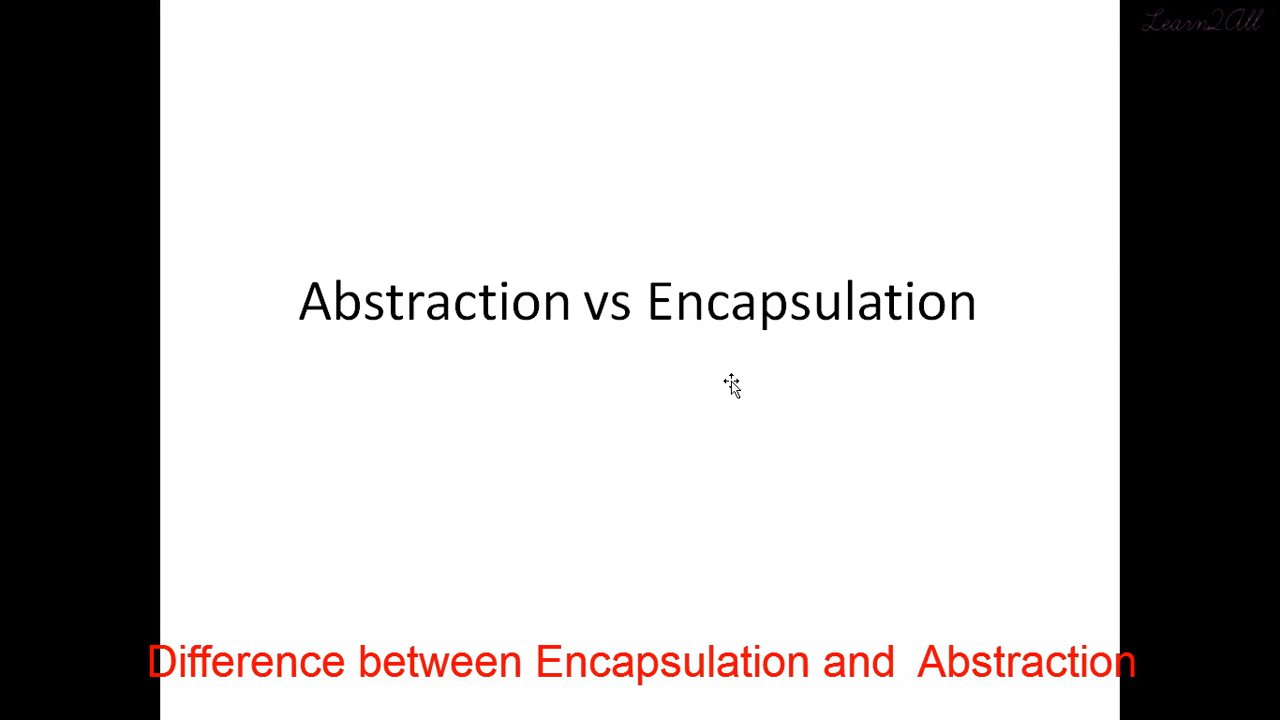 Learn2All
Abstraction vs Encapsulation
Difference between Encapsulation and  Abstraction